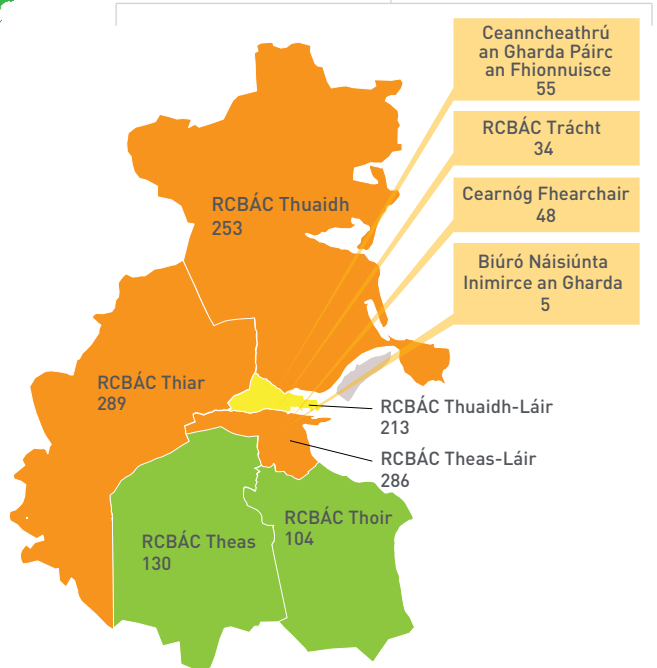 Ceanncheathrú
an Gharda Páirc
an Fhionnuisce
55
RCBÁC Trácht
34
Cearnóg Fhearchair
48
Biúró Náisiúnta
Inimirce an Gharda
5
RCBÁC Thuaidh
253
RCBÁC Thiar
289
RCBÁC Thuaidh-Láir
213
RCBÁC Theas-Láir
286
RCBÁC Thoir
104
RCBÁC Theas
130